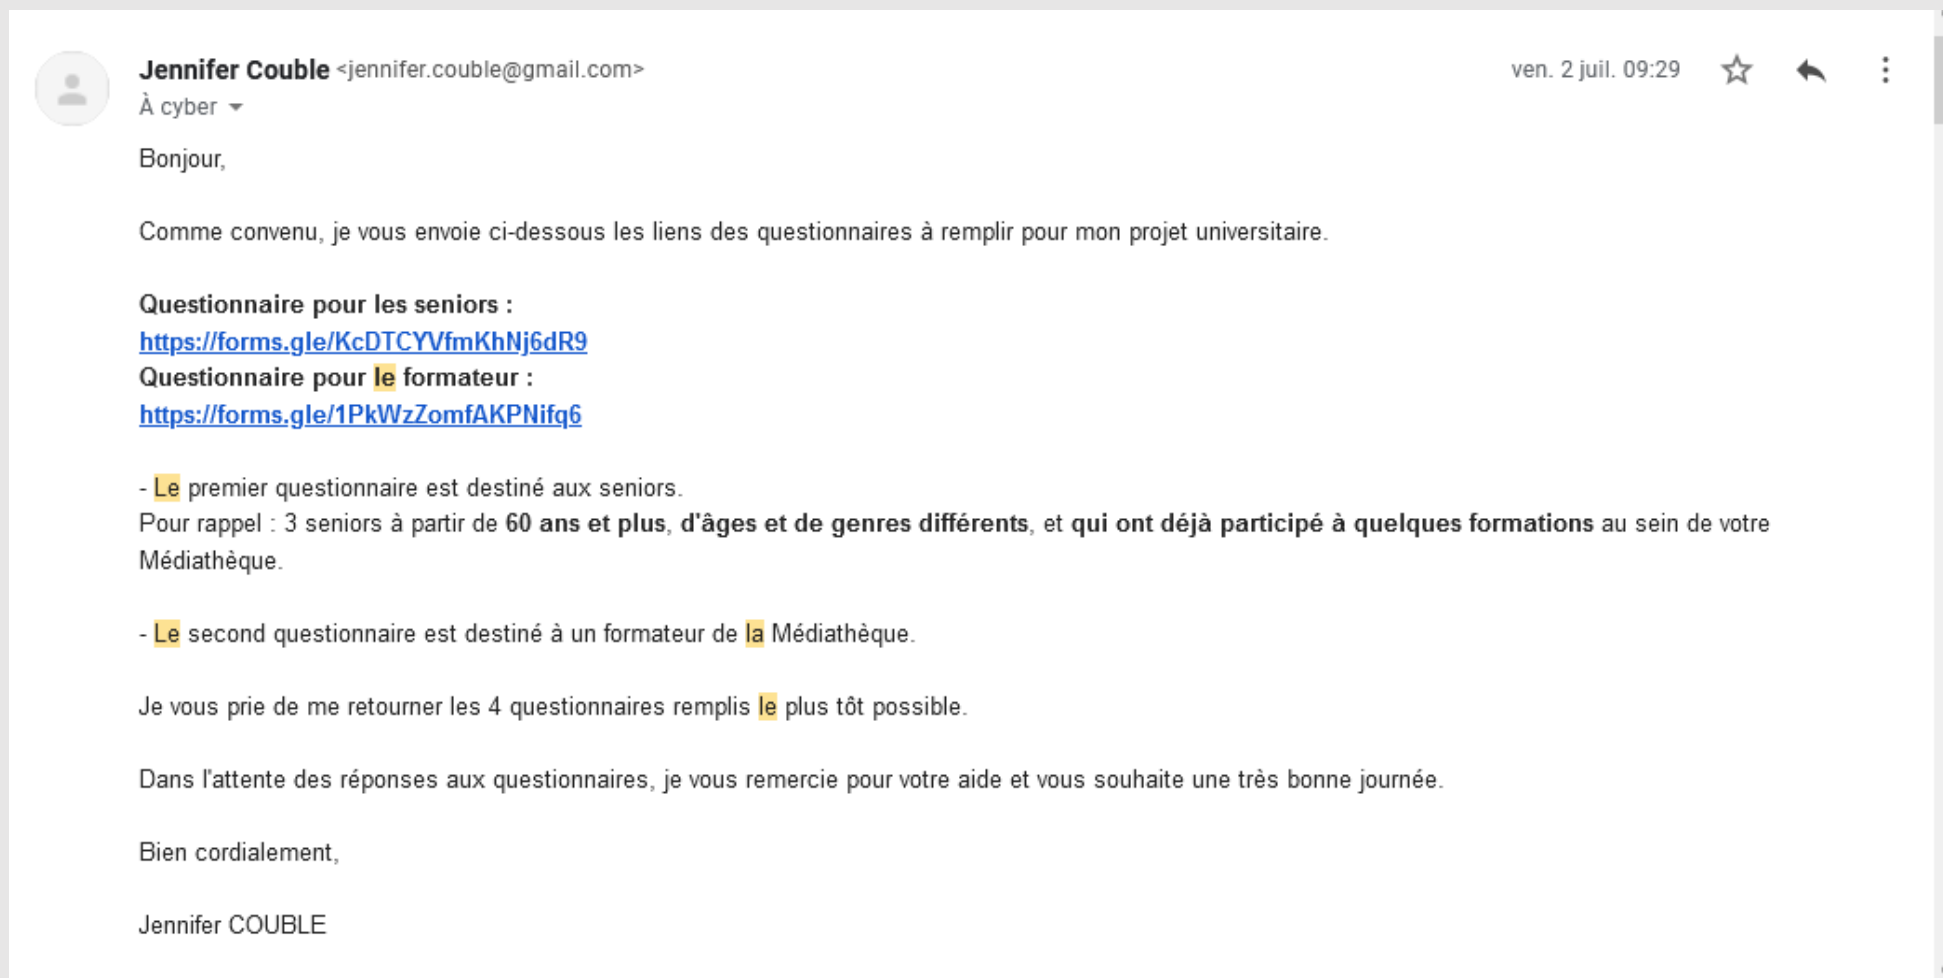 Jennifer Couble <jennifer.couble@gmail.com>
ven. 2 juil. 09:29
À cyber
Bonjour,
Comme convenu, je vous envoie ci-dessous les liens des questionnaires à remplir pour mon projet universitaire.
Questionnaire pour les seniors :
https://forms.gle/KcDTCYVfmKhNj6dR9
Questionnaire pour le formateur :
https://forms.gle/1PkWzZomfAKPNifq6
- Le premier questionnaire est destiné aux seniors.
Pour rappel : 3 seniors à partir de 60 ans et plus, d'âges et de genres différents, et qui ont déjà participé à quelques formations au sein de votre
Médiathèque.
- Le second questionnaire est destiné à un formateur de la Médiathèque.
Je vous prie de me retourner les 4 questionnaires remplis le plus tôt possible.
Dans l'attente des réponses aux questionnaires, je vous remercie pour votre aide et vous souhaite une très bonne journée.
Bien cordialement,
Jennifer COUBLE